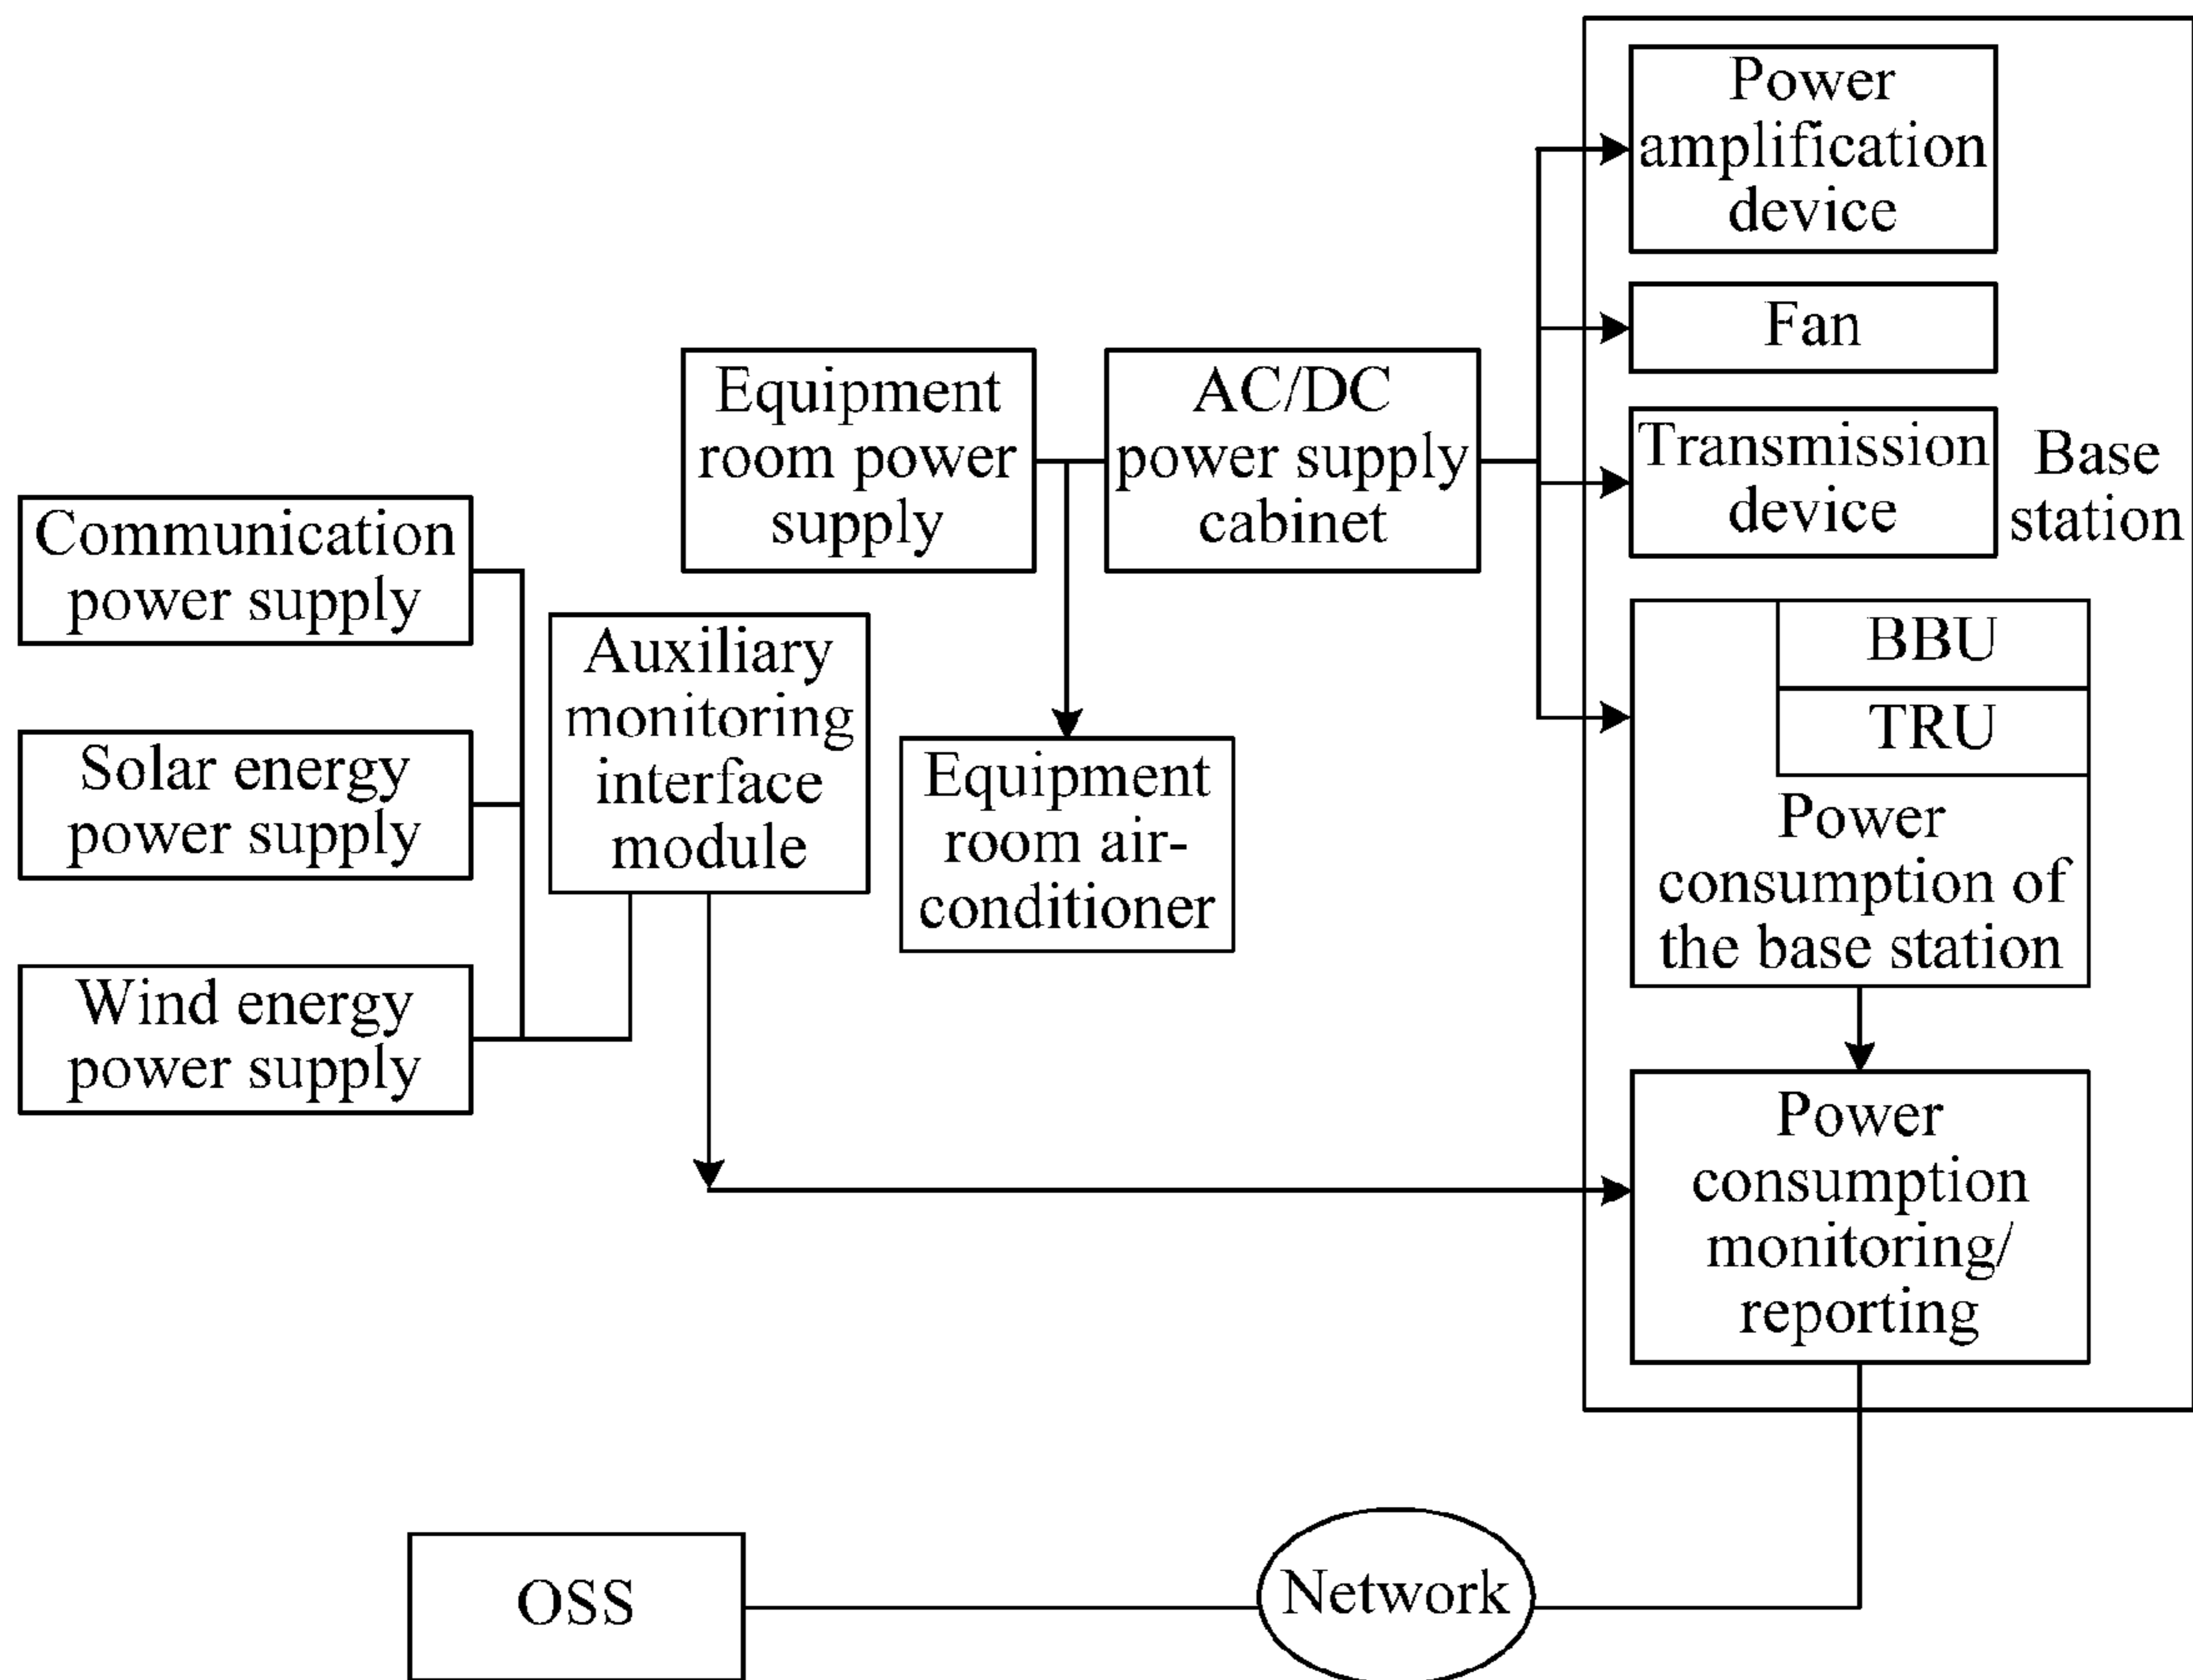 Power
amplification
device
Fan
Equipment
room power
supply
AC/DC
power supply
cabinet
Transmission
device
Base
station
Communication
power supply
Auxiliary
monitoring
interface
module
BBU
TRU
Solar energy
power supply
Equipment
room air-
conditioner
Power
consumption of
the base station
Wind energy
power supply
Power
consumption
monitoring/
reporting
OSS
Network